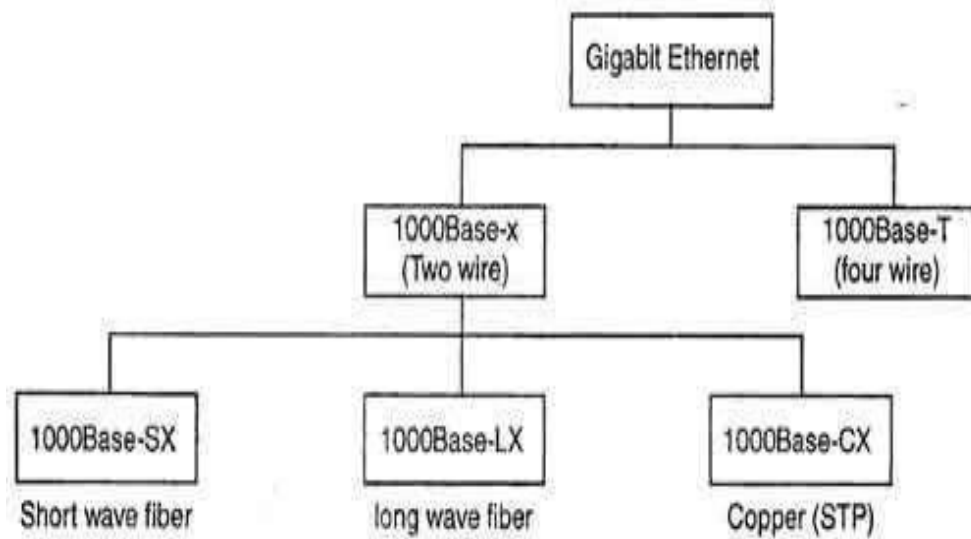 Gigabit Ethernet
1000Base-x
(Two wire)
1000Base-T
(four wire)
1000Base-SX
1000Base-LX
1000Base-CX
Short wave fiber
long wave fiber
Copper (STP)